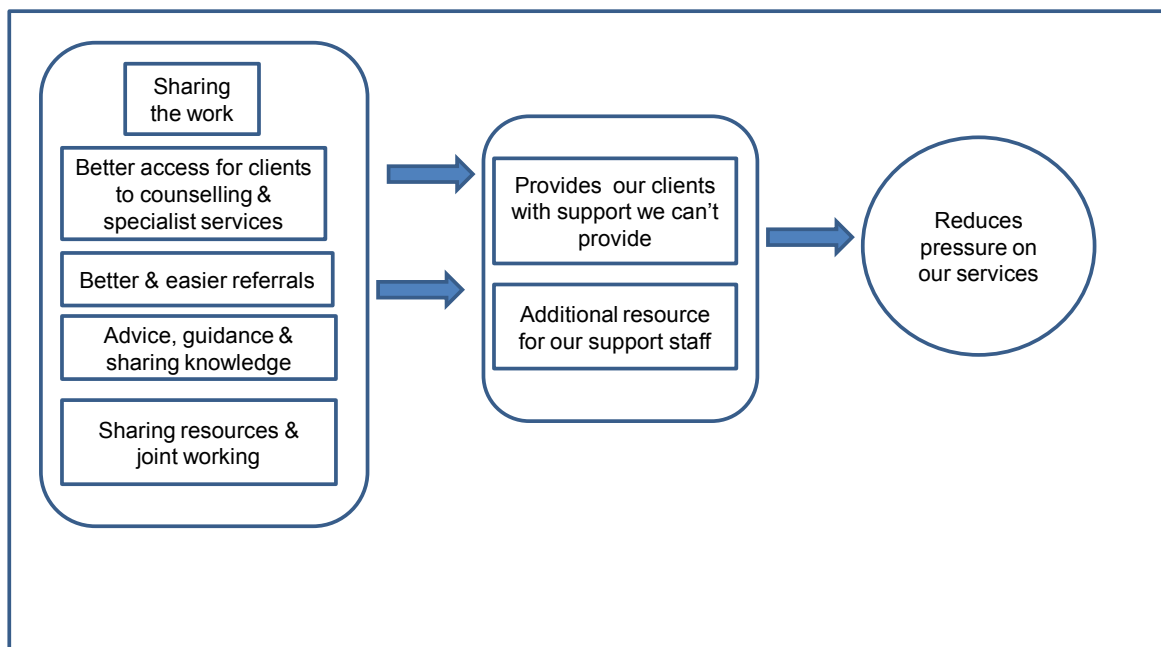 Sharing
the work
Better access for clients
to counselling &
specialist services
Better & easier referrals
Advice, guidance &
sharing knowledge
Sharing resources &
joint working
Provides our clients
with support we can't
provide
Additional resource
for our support staff
Reduces
pressure on
our services